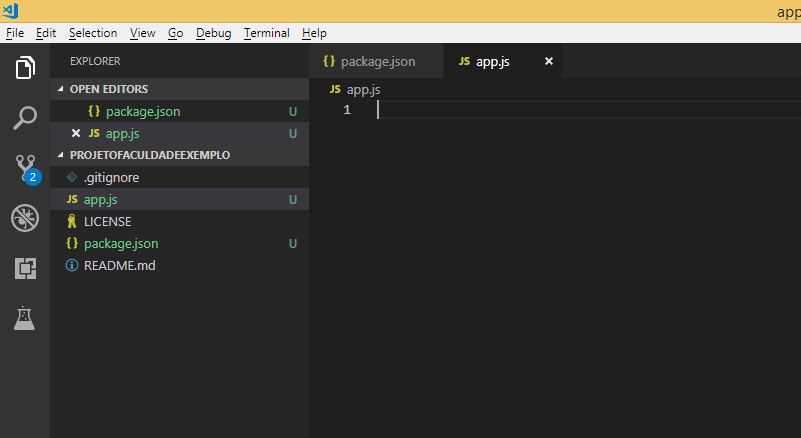 app.
File Edit Selection View Go Debug Terminal Help
EXPLORER
OPEN EDITORS
{} package.json U
JS app.js U
PROJETOFACULDADEEXEMPLO
.gitignore
JS app.js U
LICENSE
{} package.json U
README.md
2
{} package.json JS app.js
JS app.js
1